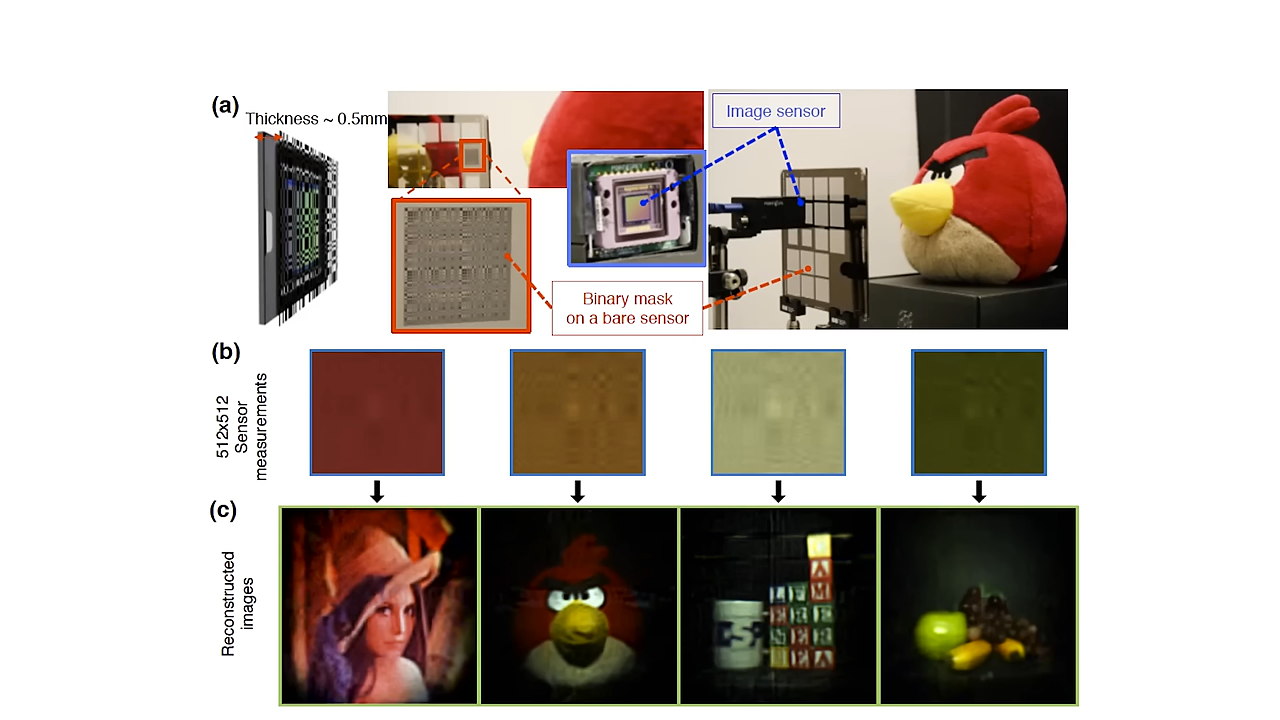 (a)
Thickness ~ 0.5mm
Image sensor
Binary mask
on a bare sensor
(b)
512x512
Sensor
measurements
(c)
Reconstructed
images